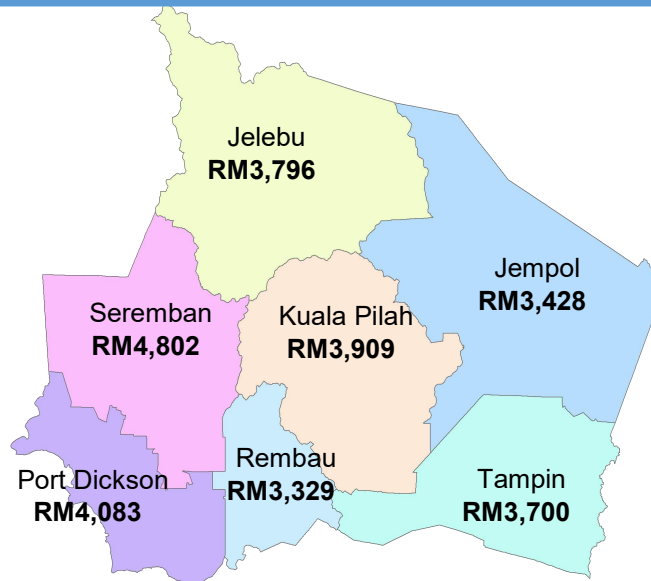 Jelebu
RM3,796
Jempol
RM3,428
Seremban
RM4,802
Kuala Pilah
RM3,909
Port Dickson
RM4,083
Rembau
RM3,329
Tampin
RM3,700